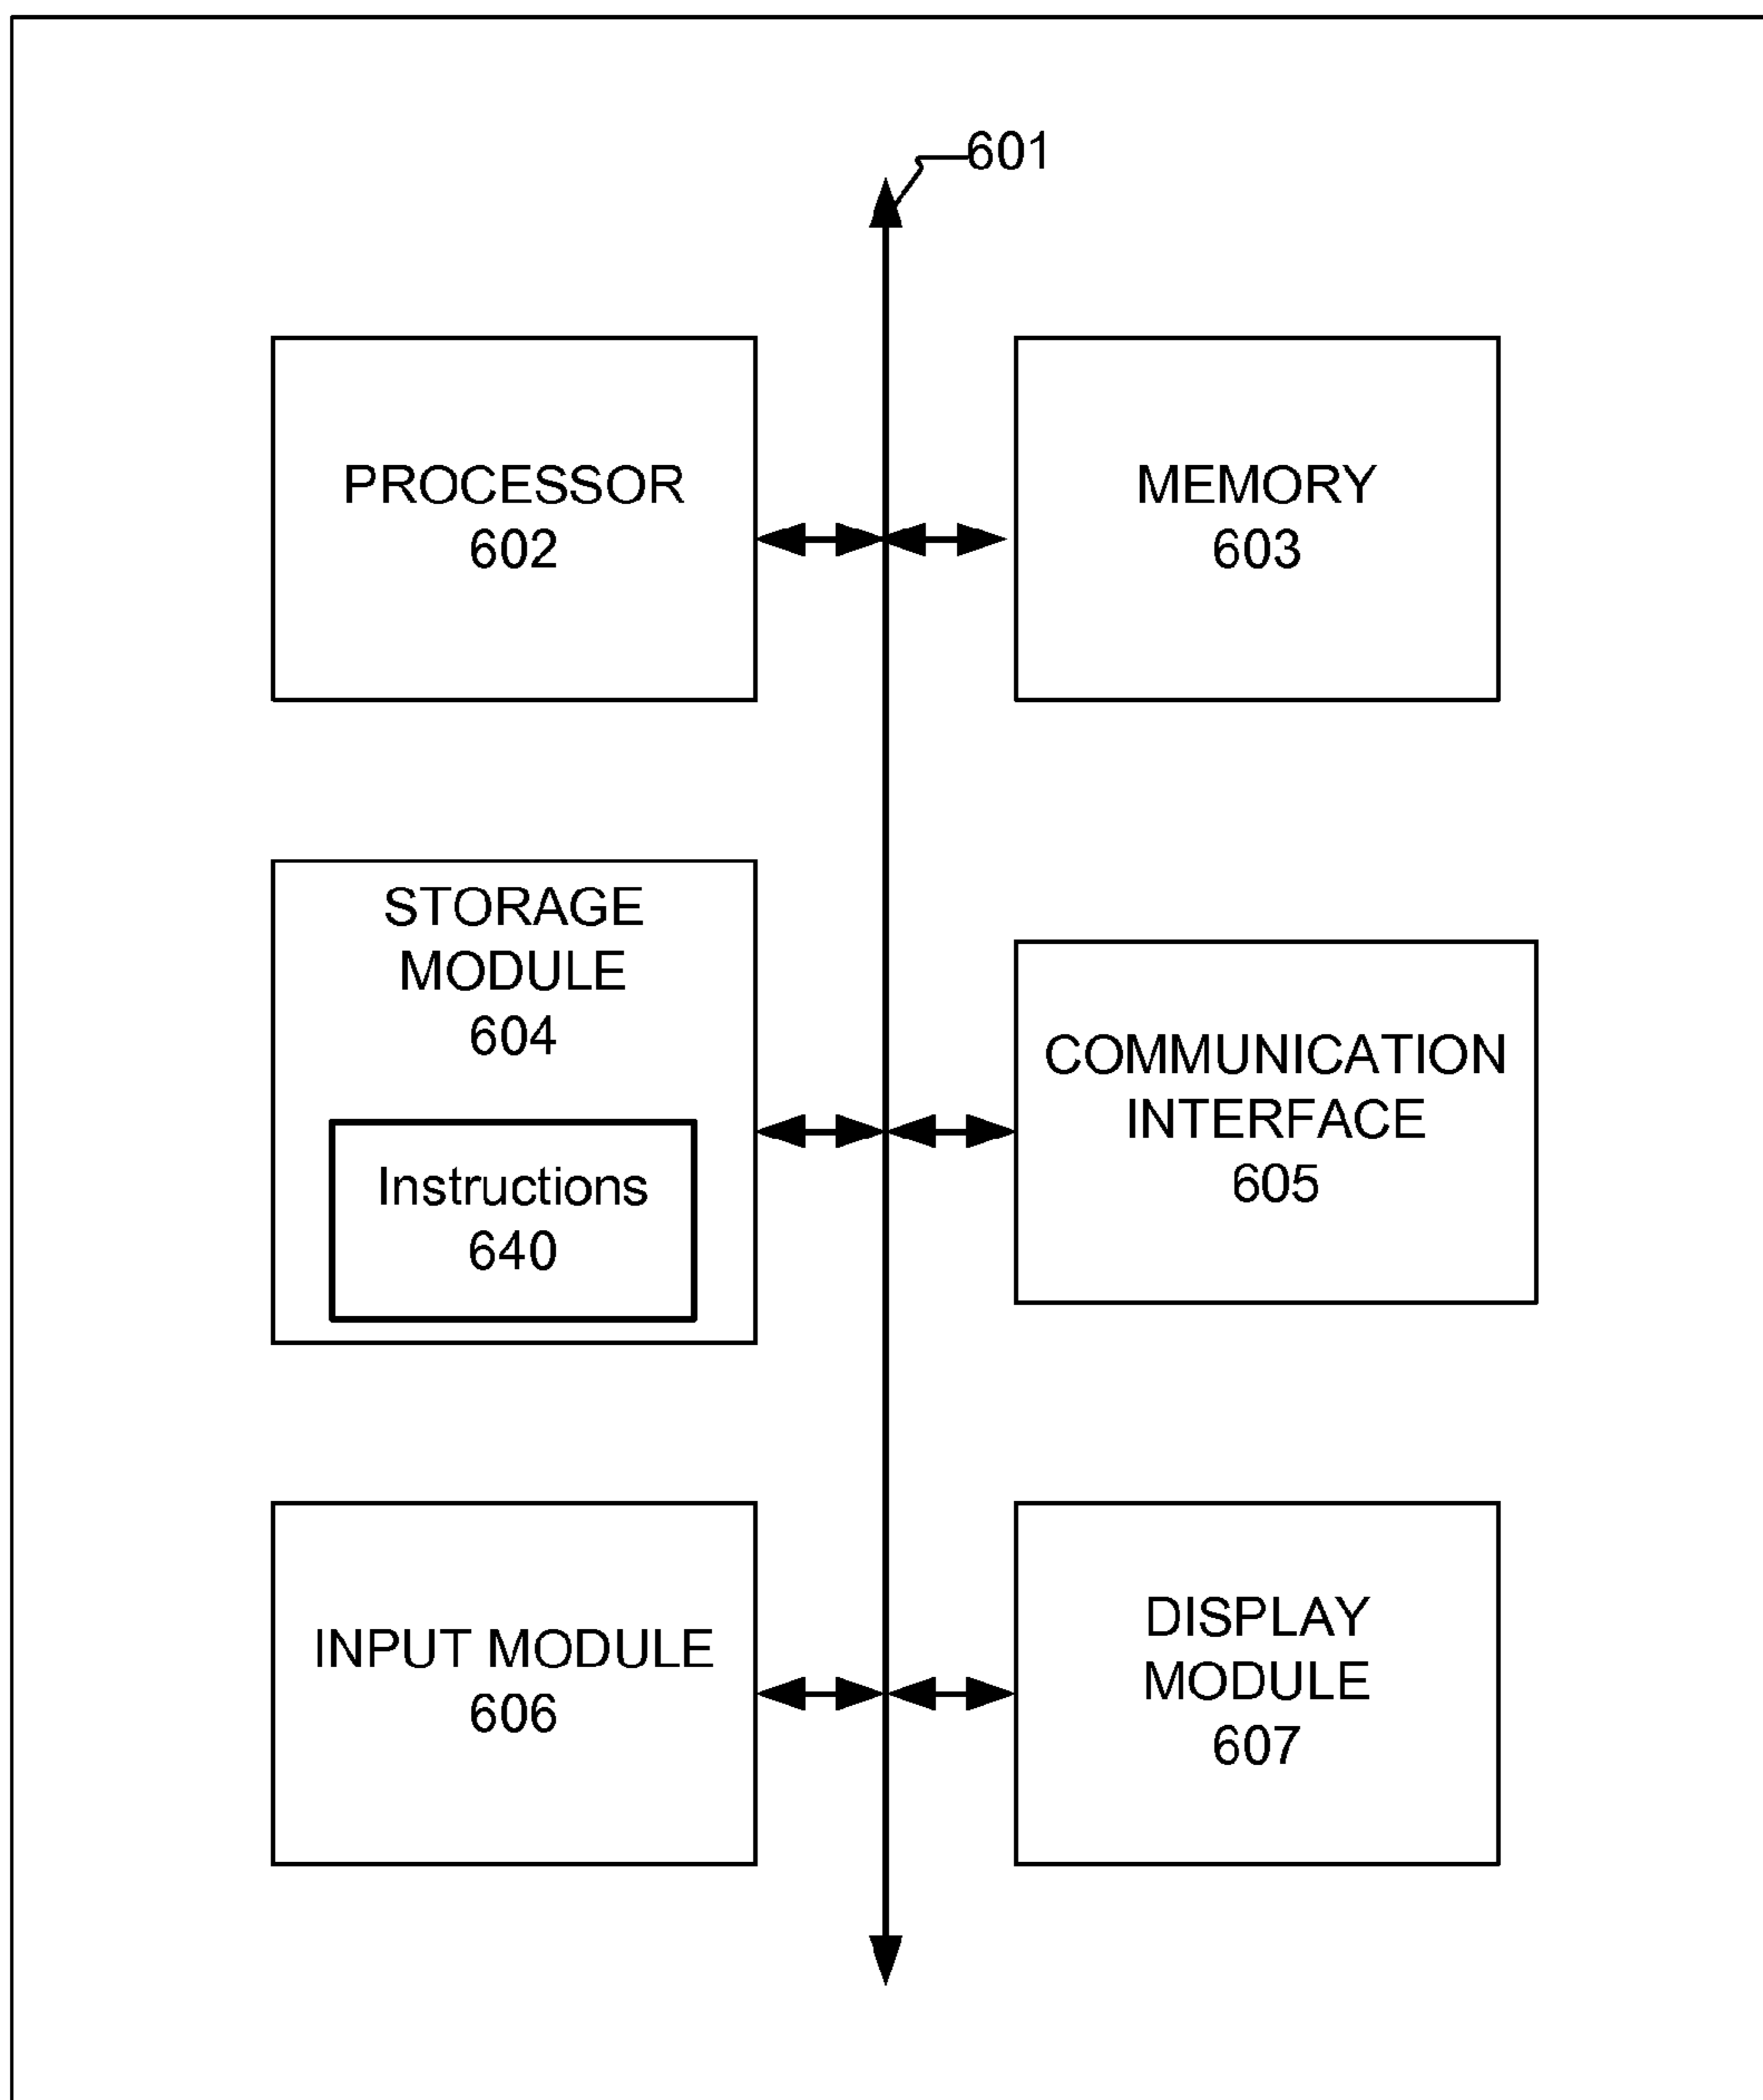 601
PROCESSOR
602
MEMORY
603
STORAGE
MODULE
604
Instructions
640
COMMUNICATION
INTERFACE
605
INPUT MODULE
606
DISPLAY
MODULE
607